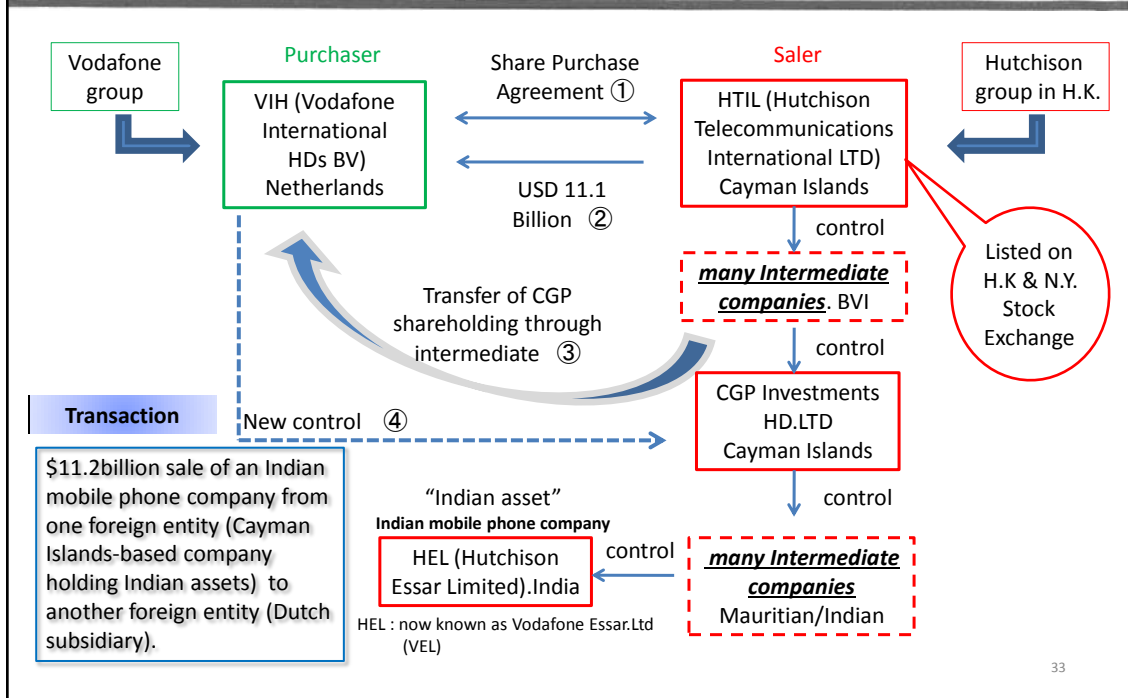 Vodafone
group
Purchaser
VIH (Vodafone
International
HDs BV)
Netherlands
Share Purchase
Agreement ①
USD 11.1
Billion ②
Saler
HTIL (Hutchison
Telecommunications
International LTD)
Cayman Islands
Hutchison
group in H.K.
control
Listed on
H.K & N.Y.
Stock
Exchange
many Intermediate
companies. BVI
control
Transfer of CGP
shareholding through
intermediate ③
CGP Investments
HD.LTD
Cayman Islands
Transaction
New control ④
$11.2billion sale of an Indian
mobile phone company from
one foreign entity (Cayman
Islands-based company
holding Indian assets) to
another foreign entity (Dutch
subsidiary).
control
“Indian asset”
Indian mobile phone company
HEL (Hutchison
Essar Limited).India
control
many Intermediate
companies
Mauritian/Indian
HEL : now known as Vodafone Essar.Ltd
(VEL)
33